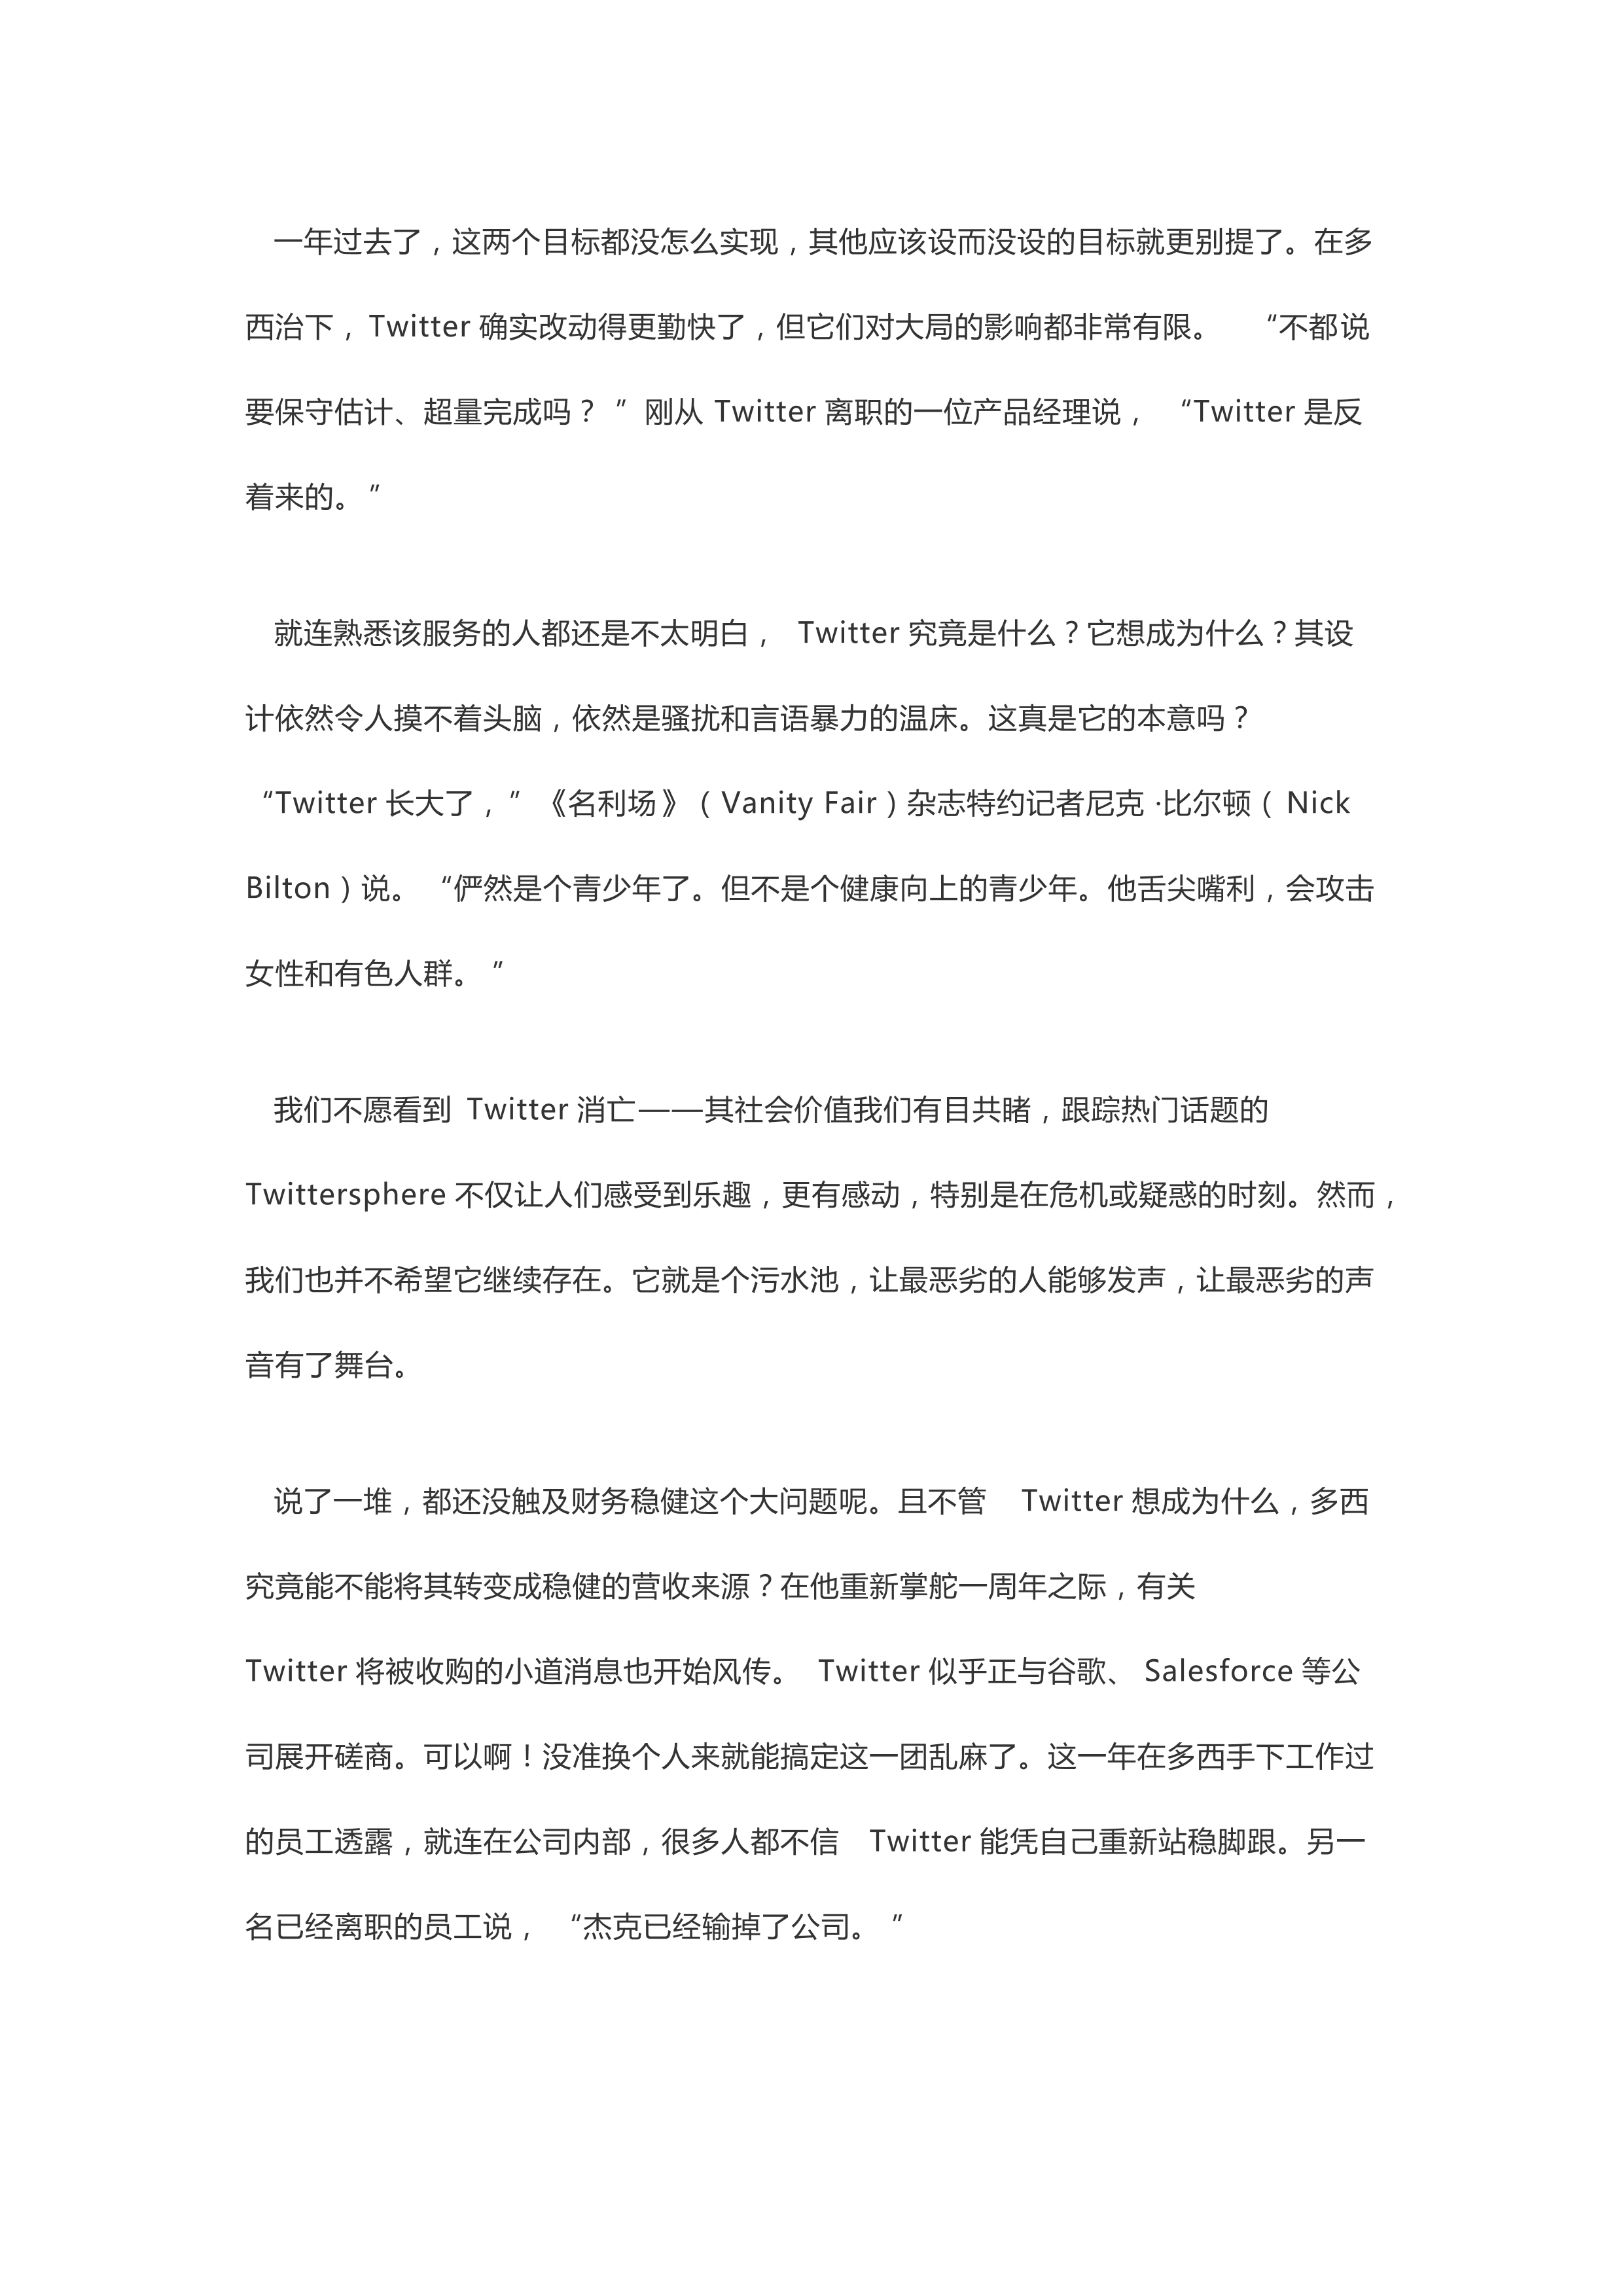 一年过去了，这两个目标都没怎么实现，其他应该设而没设的目标就更别提了。在多
西治下，Twitter 确实改动得更勤快了，但它们对大局的影响都非常有限。 “不都说
要保守估计、超量完成吗？ ” 刚从 Twitter 离职的一位产品经理说， “Twitter 是反
着来的。”
就连熟悉该服务的人都还是不太明白， Twitter 究竟是什么？它想成为什么？其设
计依然令人摸不着头脑，依然是骚扰和言语暴力的温床。这真是它的本意吗？
“Twitter 长大了，” 《名利场》（Vanity Fair）杂志特约记者尼克 ·比尔顿（ Nick
Bilton）说。 “俨然是个青少年了。但不是个健康向上的青少年。他舌尖嘴利，会攻击
女性和有色人群。 ”
我们不愿看到 Twitter 消亡——其社会价值我们有目共睹，跟踪热门话题的
Twittersphere 不仅让人们感受到乐趣，更有感动，特别是在危机或疑惑的时刻。然而，
我们也并不希望它继续存在。它就是个污水池，让最恶劣的人能够发声，让最恶劣的声
音有了舞台。
说了一堆，都还没触及财务稳健这个大问题呢。且不管 Twitter 想成为什么，多西
究竟能不能将其转变成稳健的营收来源？在他重新掌舵一周年之际，有关
Twitter 将被收购的小道消息也开始风传。 Twitter 似乎正与谷歌、 Salesforce 等公
司展开磋商。可以啊！没准换个人来就能搞定这一团乱麻了。这一年在多西手下工作过
的员工透露，就连在公司内部，很多人都不信 Twitter 能凭自己重新站稳脚跟。另一
名已经离职的员工说， “杰克已经输掉了公司。 ”